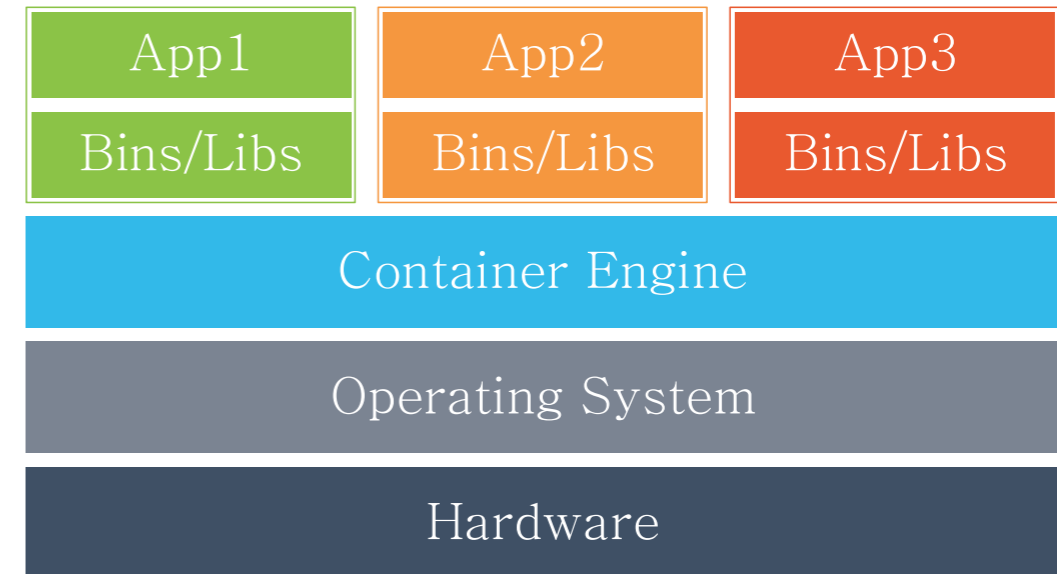 App1
App2
App3
Bins/Libs
Bins/Libs
Bins/Libs
Container Engine
Operating System
Hardware